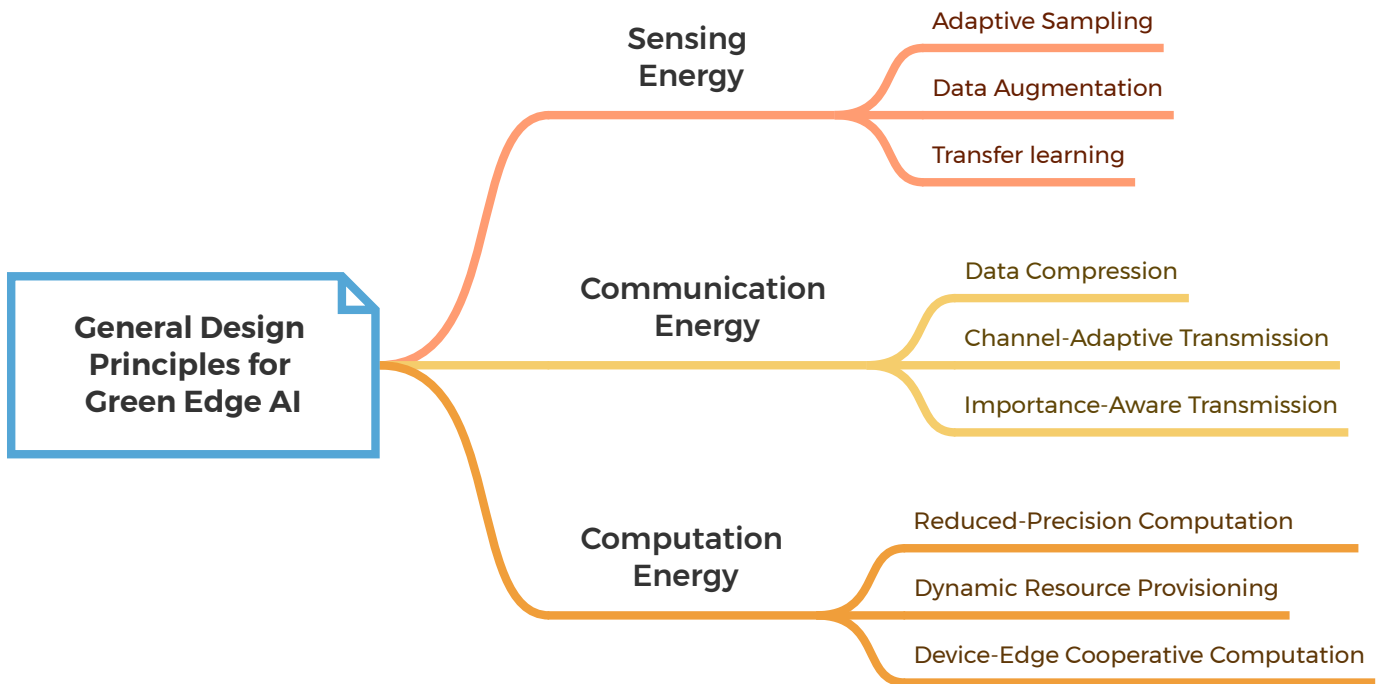 General Design
Principles for
Green Edge AI
Sensing
Energy
Adaptive Sampling
Data Augmentation
Transfer learning
Communication
Energy
Data Compression
Channel-Adaptive Transmission
Importance-Aware Transmission
Computation
Energy
Reduced-Precision Computation
Dynamic Resource Provisioning
Device-Edge Cooperative Computation